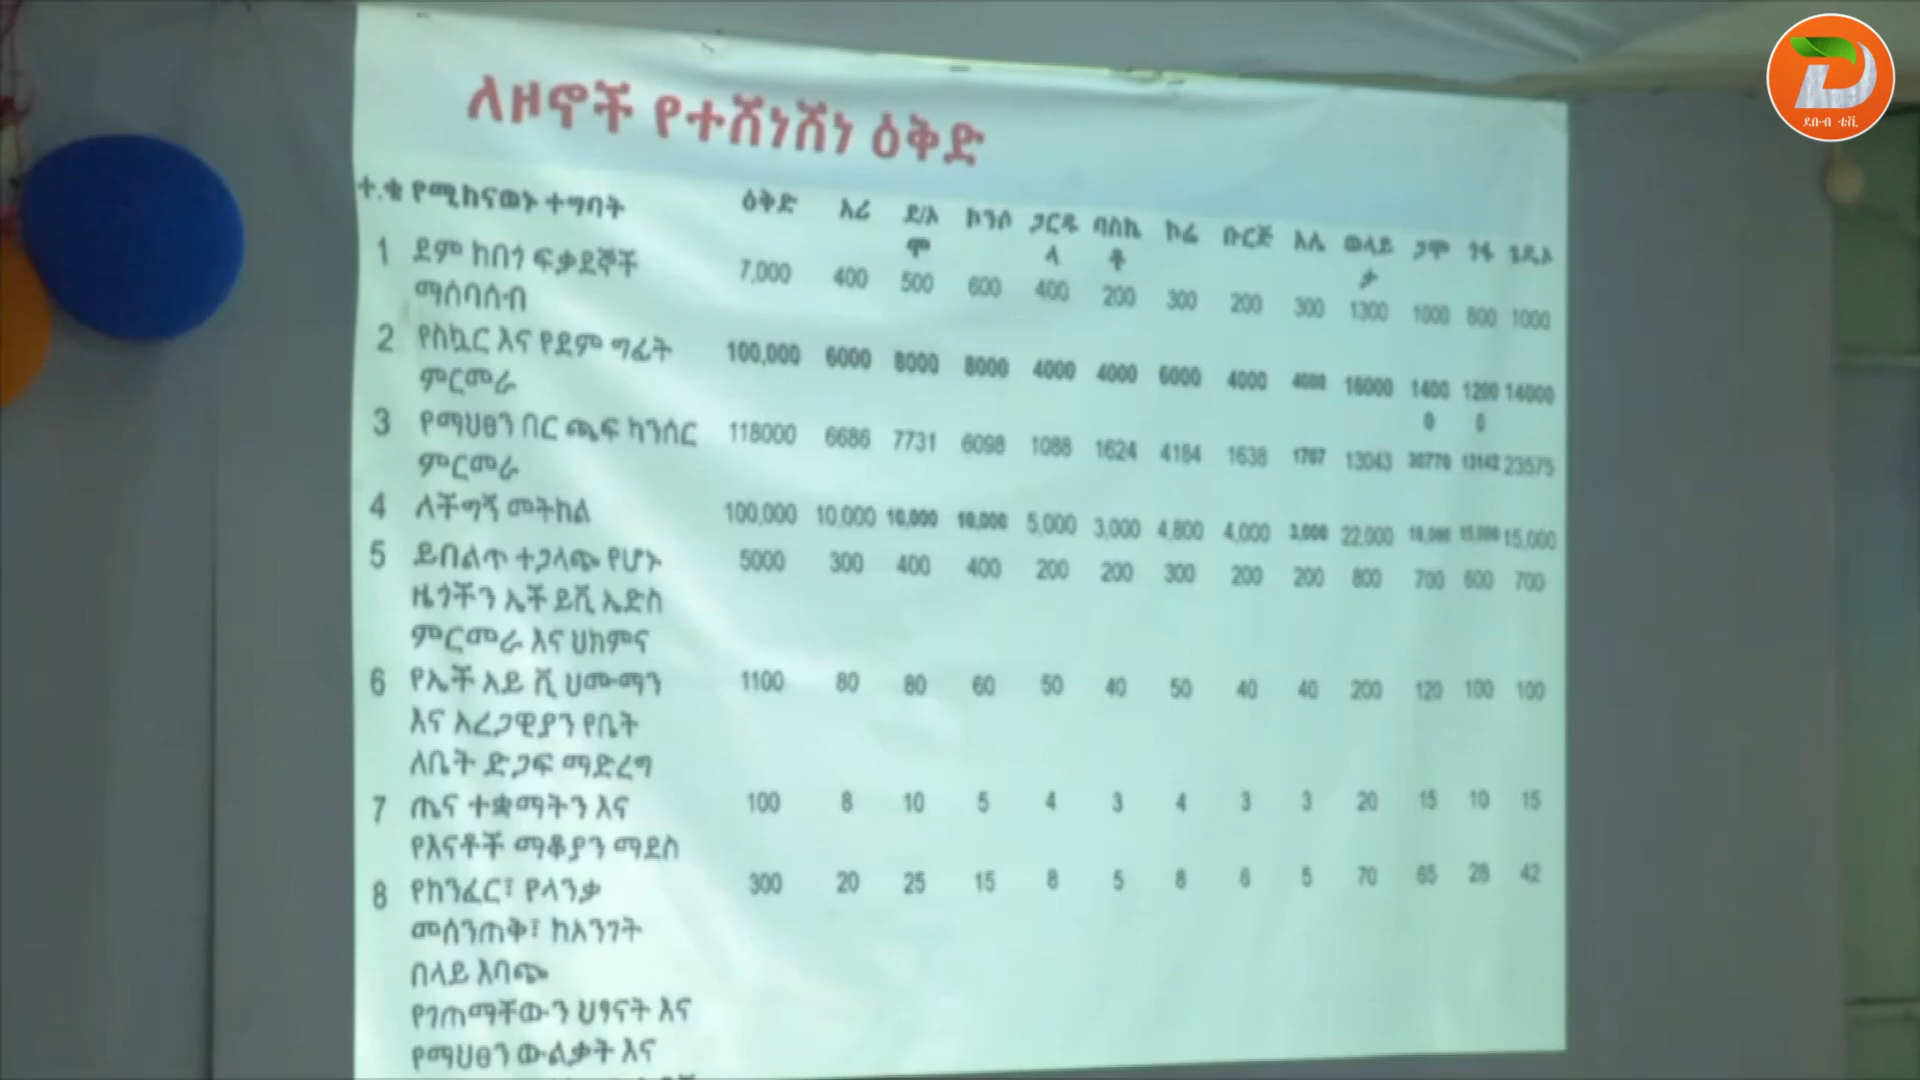 ለዞኖች የተሸነሸነ ዕቅድ
ተ.ቁ የሚከናወኑ ተግባት ዕቅድ አሪ ደ/ኦሞ ኮንሶ ጋርዱላ ባስኬቶ ኮሬ ቡርጅ አሌ ወላይታ ጋሞ ጎፋ ጌዲኦ
1 ደም ከበጎ ፍቃደኞች 7,000 400 500 600 400 200 300 200 300 1300 1000 800 1000
ማሰባሰብ
2 የስኳር እና የደም ግፊት 100,000 6000 8000 8000 4000 4000 6000 4000 4000 16000 14000 12000 14000
ምርመራ
3 የማህፀን በር ጫፍ ካንሰር 118000 6686 7731 6098 1088 1624 4184 1638 1767 13043 30770 13142 23575
ምርመራ
4 ለችግኝ መትከል 100,000 10,000 10,000 10,000 5,000 3,000 4,800 4,000 3,000 22,000 15,000
5 ይበልጥ ተጋላጭ የሆኑ 5000 300 400 400 200 200 300 200 200 800 700 600 700
ዜጎችን ኤች ይቪ ኤድስ
ምርመራ እና ህክምና
6 የኤች አይ ቪ ህሙማን 1100 80 80 60 50 40 50 40 40 200 120 100 100
እና አረጋዊያን የቤት
ለቤት ድጋፍ ማድረግ
7 ጤና ተቋማትን እና 100 8 10 5 4 3 4 3 3 20 15 10 15
የእናቶች ማቆያን ማደስ
8 የከንፈር፣ የላንቃ 300 20 25 15 8 5 8 6 5 70 65 28 42
መሰንጠቅ፣ ከአንገት
በላይ እባጭ
የገጠማቸውን ህፃናት እና
የማህፀን ውልቃት እና
ደቡብ ቴቪ